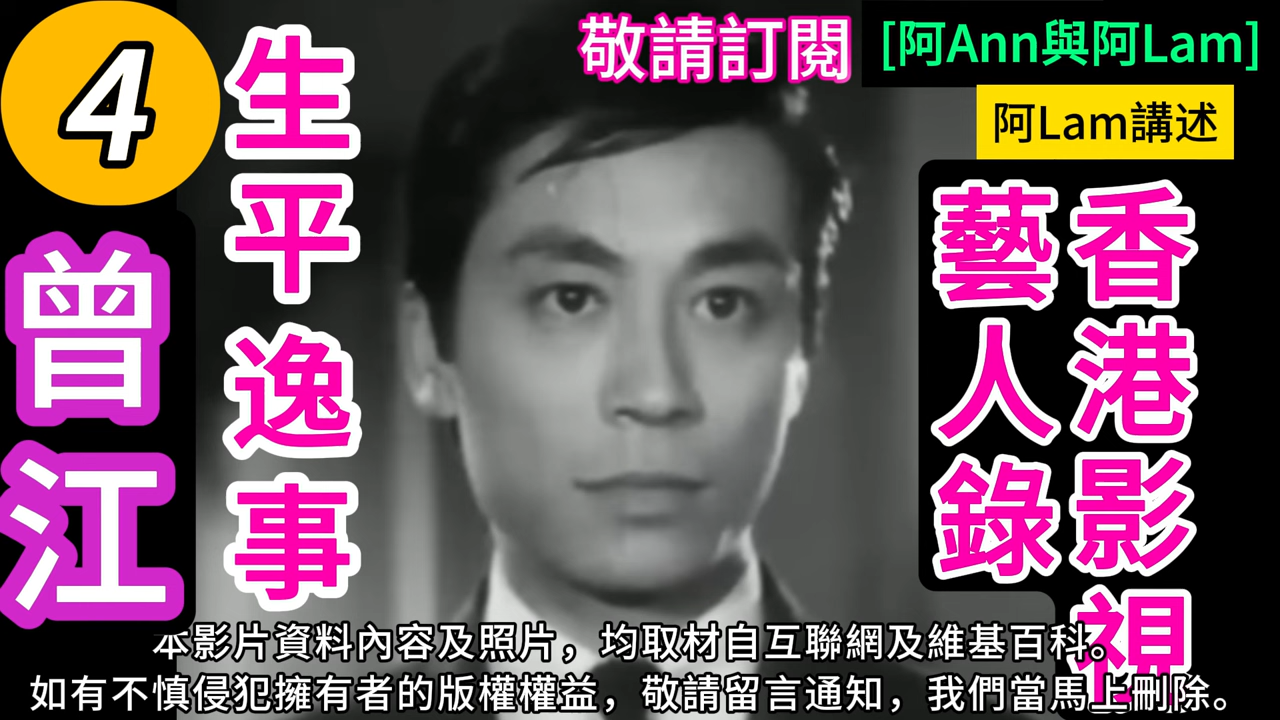 4
曾江
生平逸事
敬請訂閱
[阿Ann與阿Lam]
阿Lam講述
香港影視
藝人錄
本影片資料內容及照片，均取材自互聯網及維基百科。
如有不慎侵犯擁有者的版權權益，敬請留言通知，我們當馬上刪除。